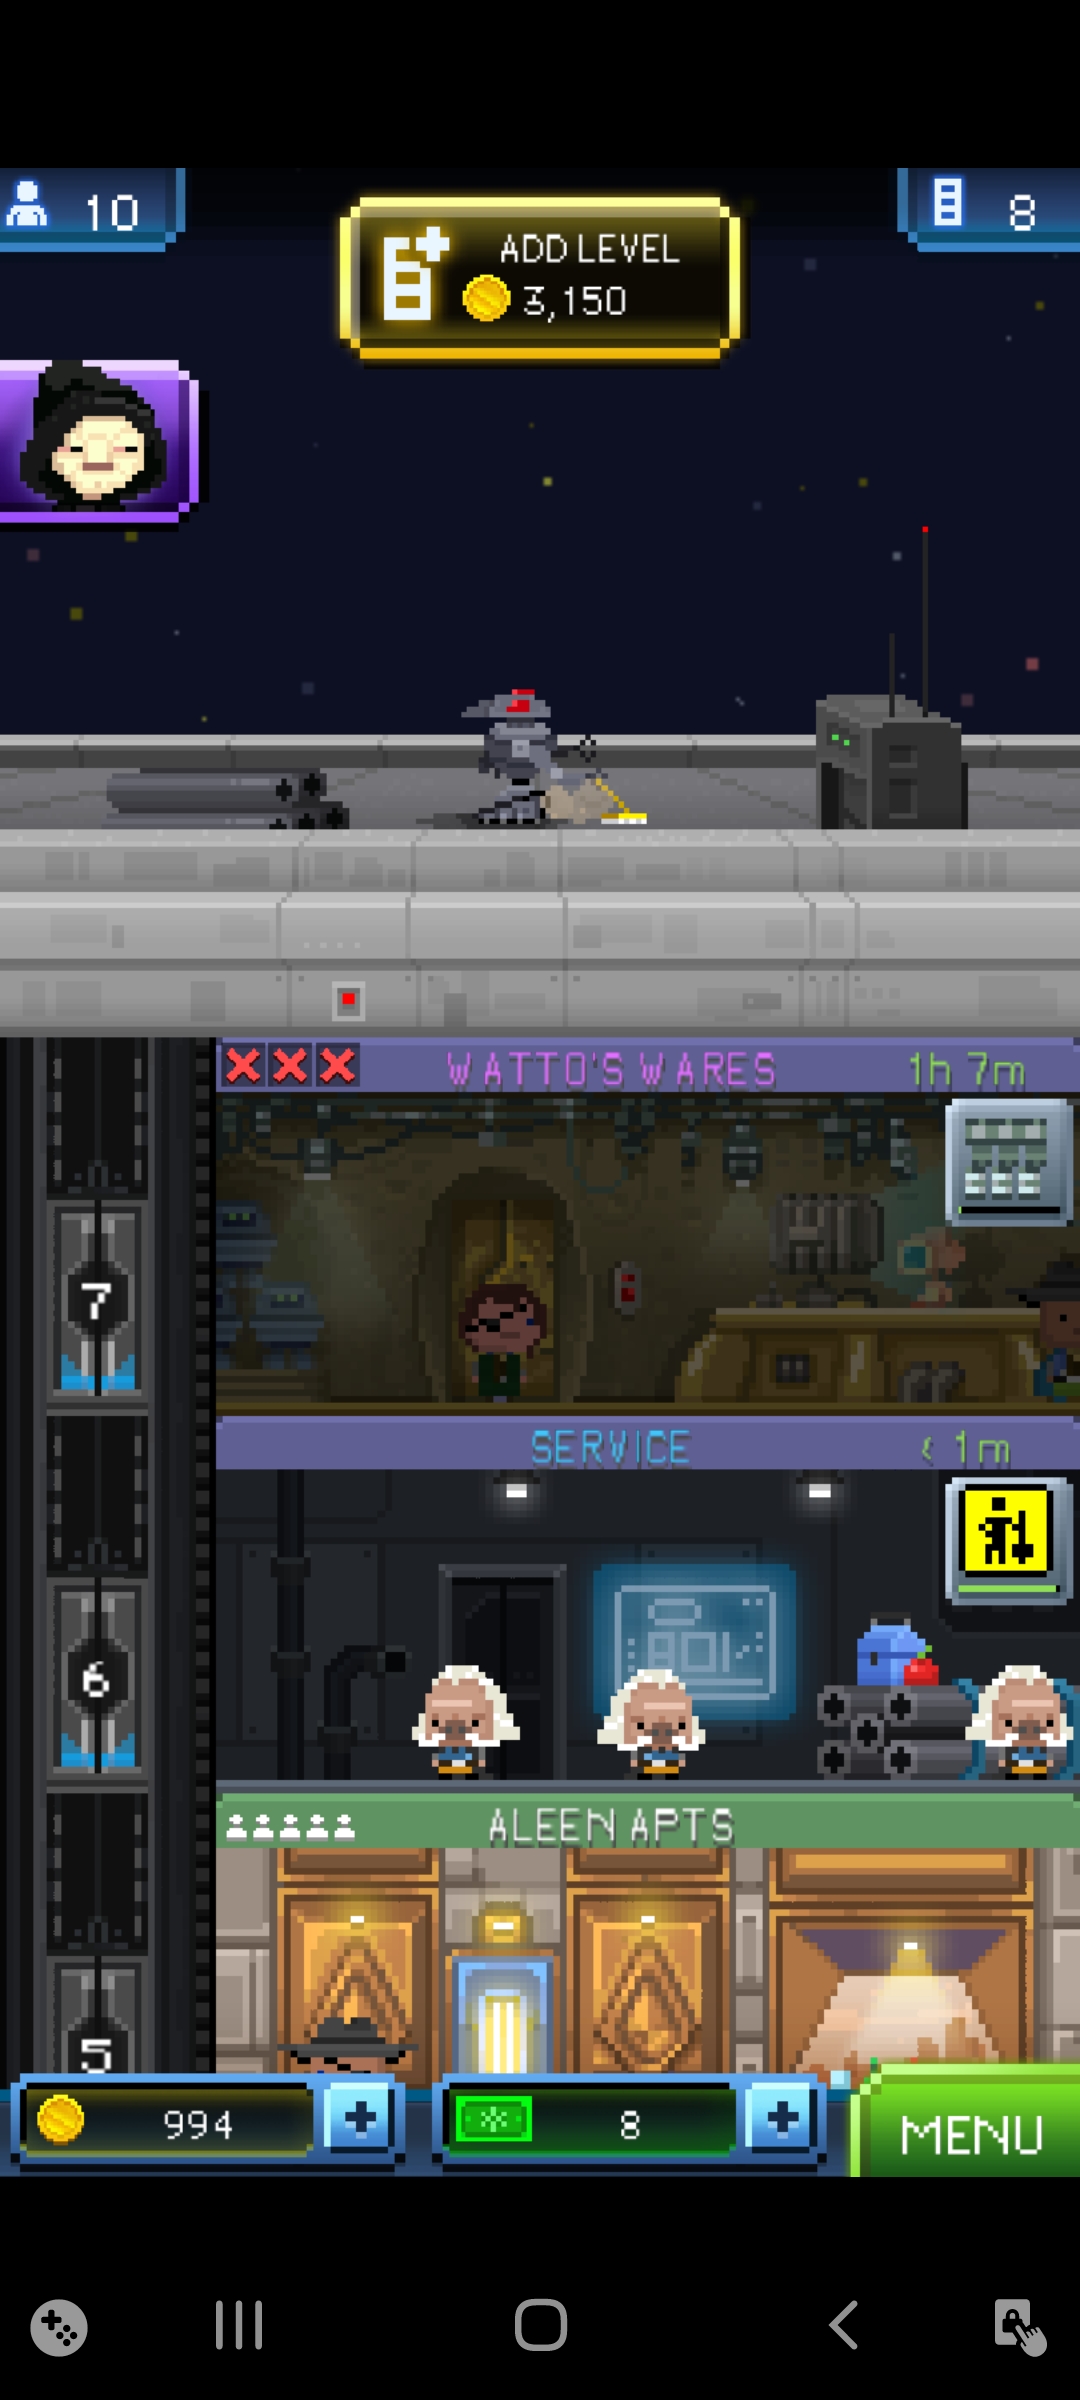 10
ADD LEVEL
3,150
8
WATTO'S WARES
1h 7m
7
SERVICE
< 1m
6
ALEEN APTS
5
994
8
MENU